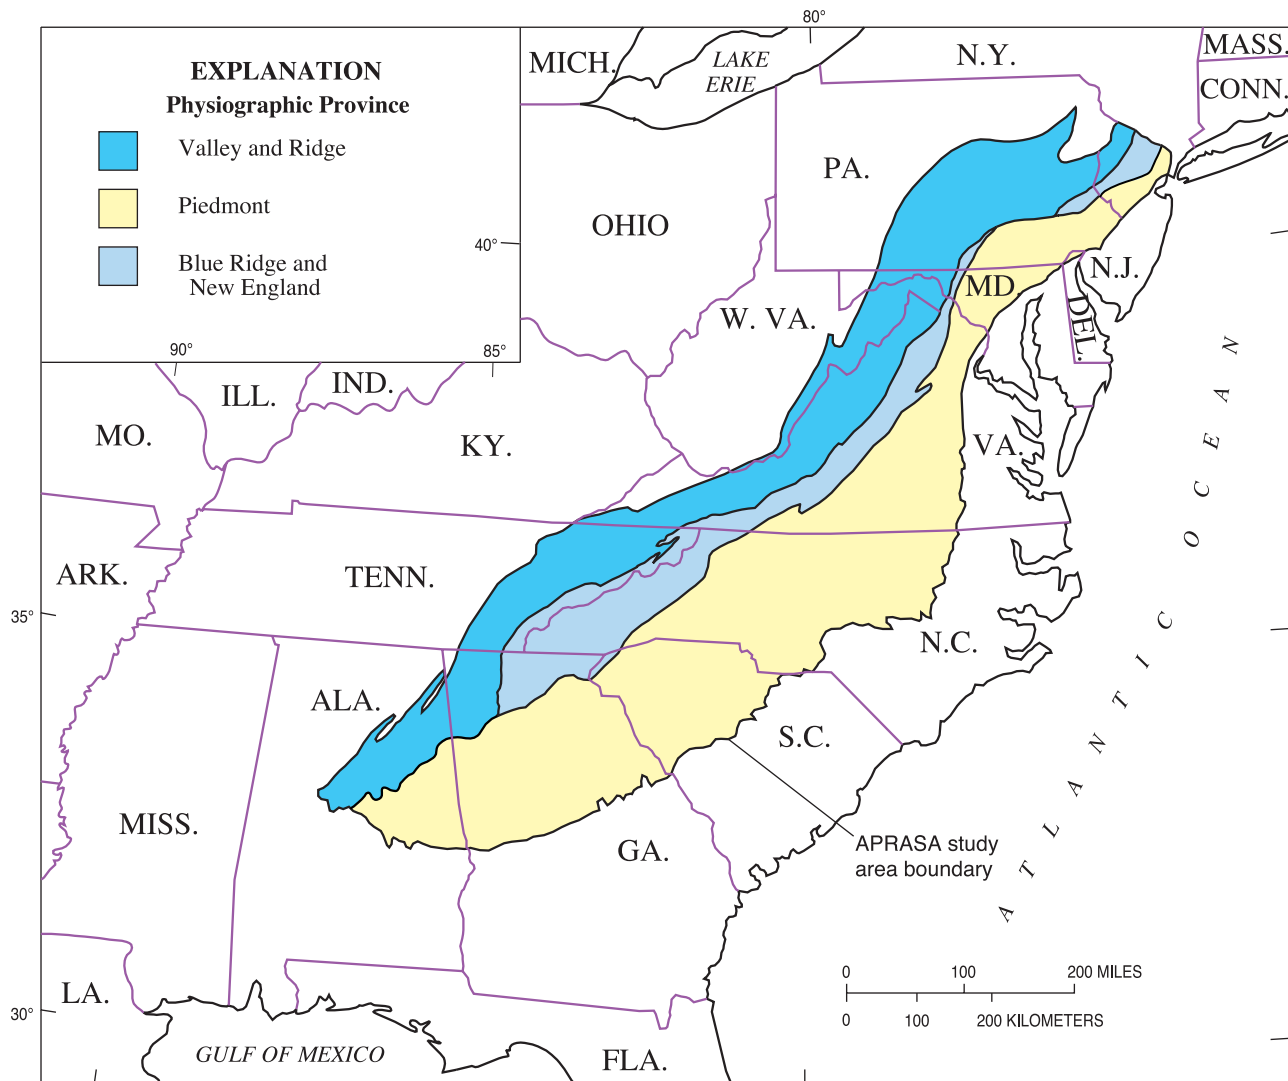 EXPLANATION
Physiographic Province
Valley and Ridge
Piedmont
Blue Ridge and
New England
80°
MICH.
LAKE
ERIE
N.Y.
MASS.
CONN.
PA.
OHIO
40°
N.J.
MD.
DEL.
W. VA.
90°
85°
ILL.
IND.
MO.
KY.
VA.
ARK.
TENN.
35°
N.C.
ALA.
S.C.
MISS.
GA.
APRASA study
area boundary
ATLANTIC OCEAN
LA.
30°
GULF OF MEXICO
FLA.
0 100 200 MILES
0 100 200 KILOMETERS